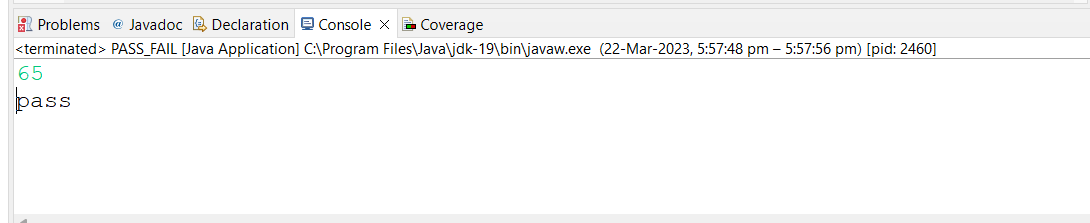 Problems @ Javadoc Declaration Console Coverage
<terminated> PASS_FAIL [Java Application] C:\Program Files\Java\jdk-19\bin\javaw.exe (22-Mar-2023, 5:57:48 pm – 5:57:56 pm) [pid: 2460]
65
pass